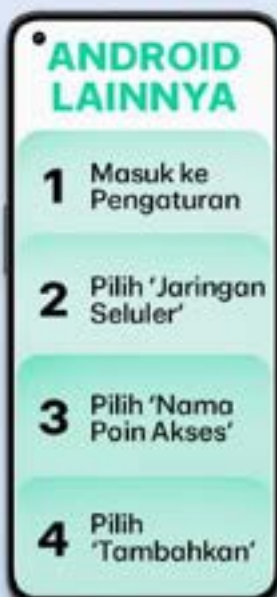 ANDROID
LAINNYA
1 Masuk ke
Pengaturan
2 Pilih 'Jaringan
Seluler'
3 Pilih 'Nama
Poin Akses'
4 Pilih
'Tambahkan'